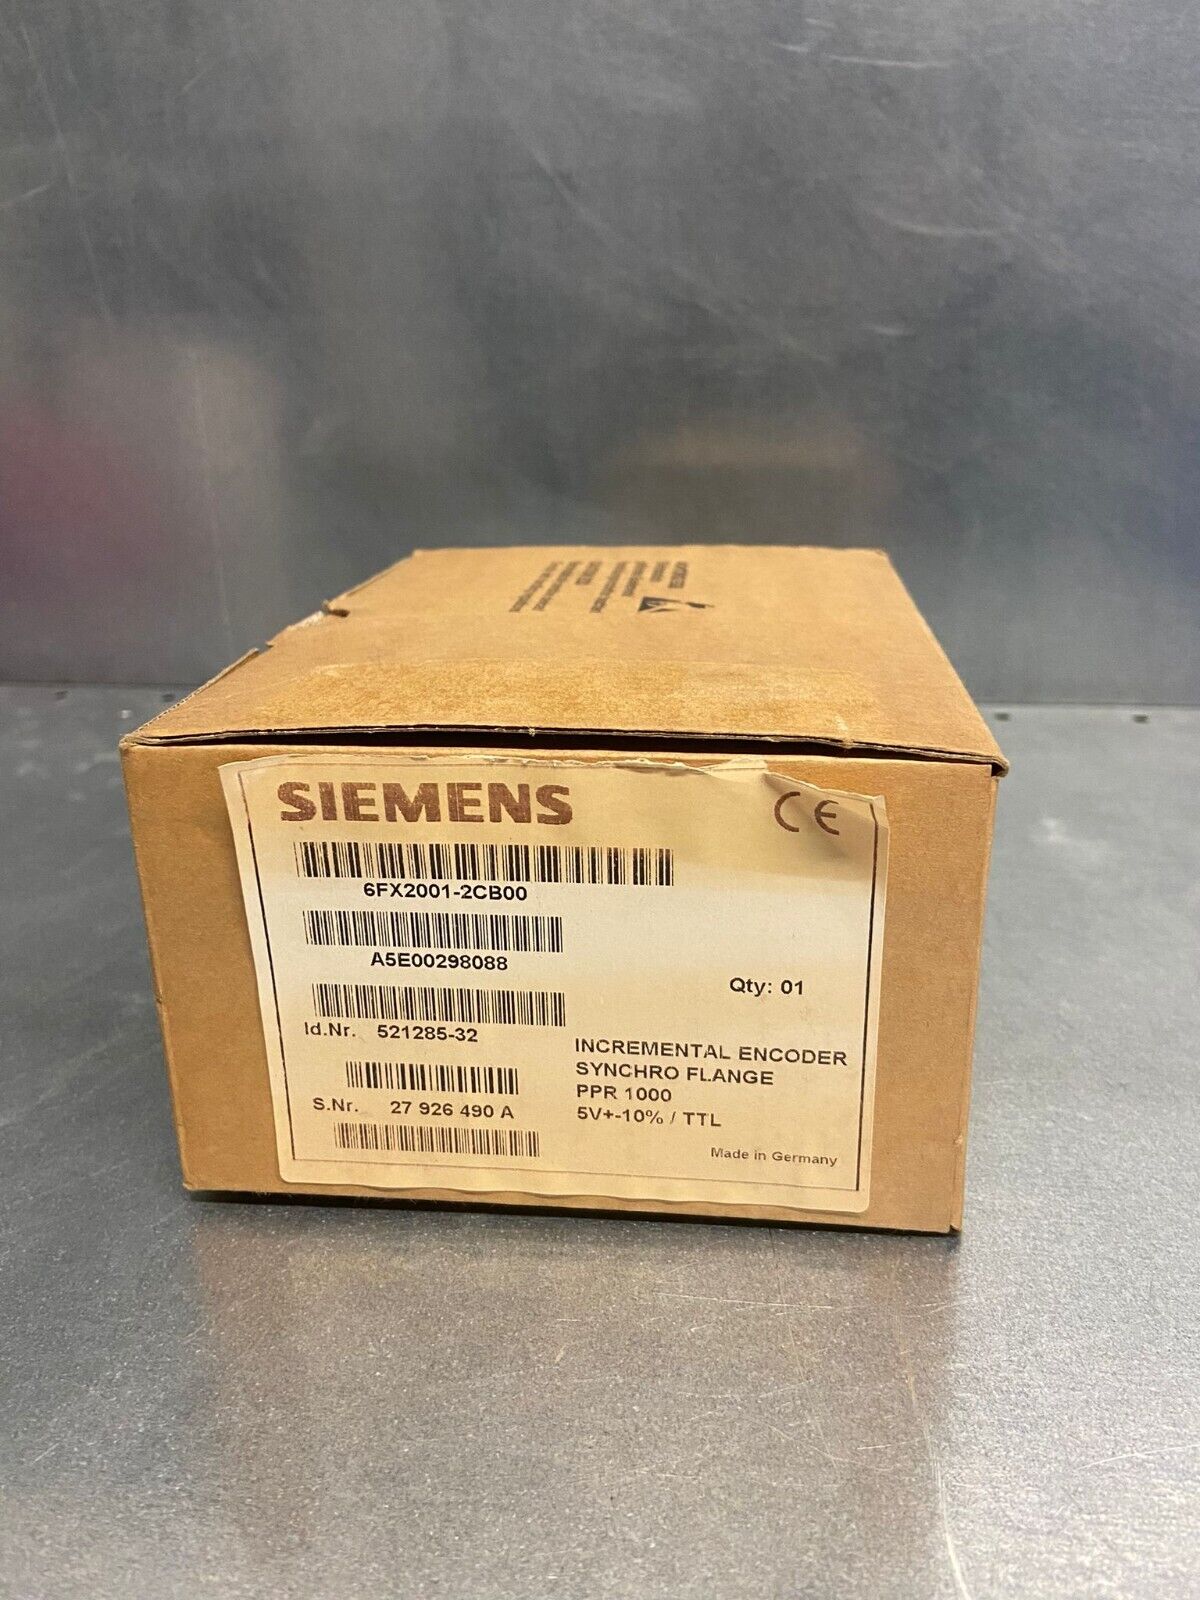 SIEMENS
CE
6FX2001-2CB00
A5E00298088
Qty: 01
Id.Nr. 521285-32
INCREMENTAL ENCODER
SYNCHRO FLANGE
PPR 1000
5V+-10% / TTL
S.Nr. 27 926 490 A
Made in Germany